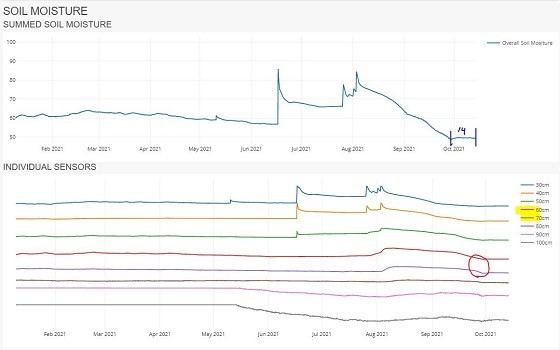 SOIL MOISTURE
SUMMED SOIL MOISTURE
100
90
80
70
60
50
Overall Soil Moisture
Feb 2021 Mar 2021 Apr 2021 May 2021 Jun 2021 Jul 2021 Aug 2021 Sep 2021 Oct 2021
INDIVIDUAL SENSORS
30cm
40cm
50cm
60cm
70cm
80cm
90cm
100cm
Feb 2021 Mar 2021 Apr 2021 May 2021 Jun 2021 Jul 2021 Aug 2021 Sep 2021 Oct 2021